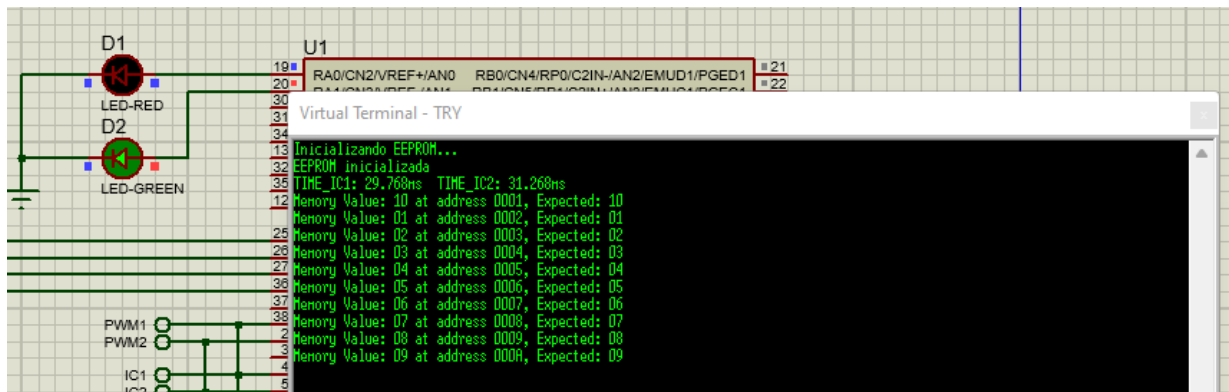 D1
U1
19
RA0/CN2/VREF+/AN0
RB0/CN4/RP0/C2IN-/AN2/EMUD1/PGED1
21
20
22
LED-RED
30
Virtual Terminal - TRY
31
D2
34
13
Inicializando EEPROM...
32
EEPROM inicializada
LED-GREEN
35
TIME_IC1: 29.768ms TIME_IC2: 31.268ms
12
Memory Value: 10 at address 0001, Expected: 10
Memory Value: 01 at address 0002, Expected: 01
25
Memory Value: 02 at address 0003, Expected: 02
26
Memory Value: 03 at address 0004, Expected: 03
27
Memory Value: 04 at address 0005, Expected: 04
36
Memory Value: 05 at address 0006, Expected: 05
37
Memory Value: 06 at address 0007, Expected: 06
38
Memory Value: 07 at address 0008, Expected: 07
PWM1
2
Memory Value: 08 at address 0009, Expected: 08
PWM2
3
Memory Value: 09 at address 000A, Expected: 09
4
IC1
5